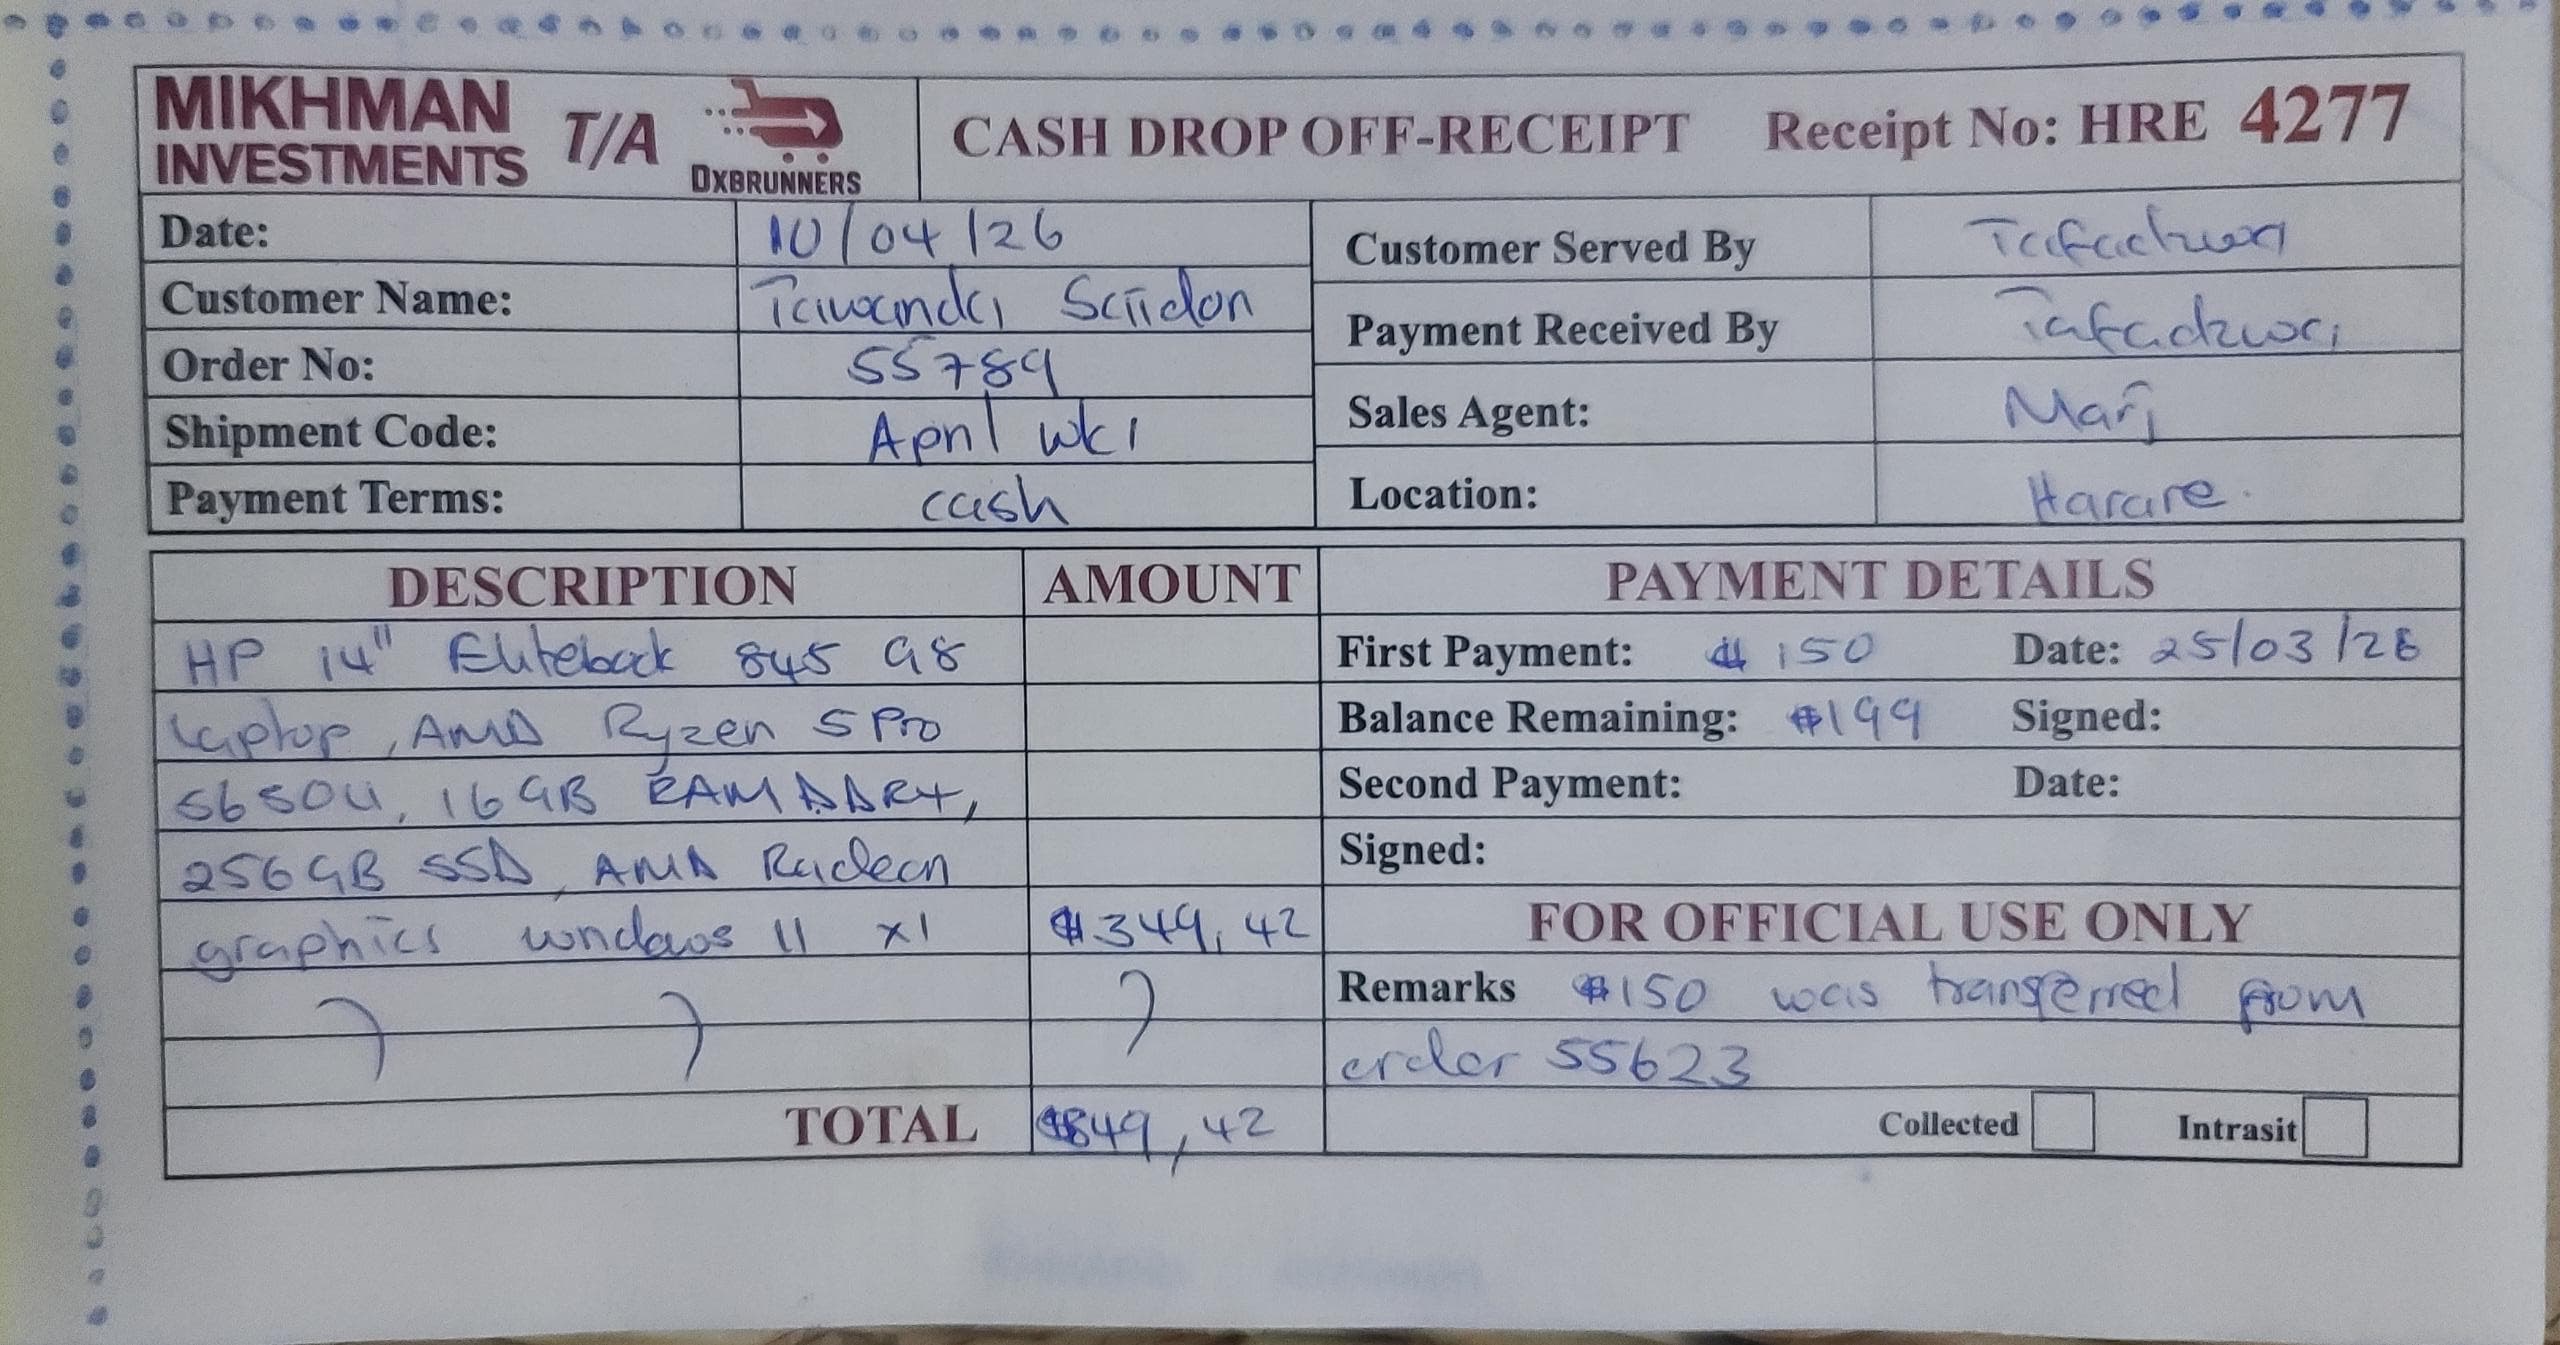 MIKHMAN INVESTMENTS T/A DXBRUNNERS
CASH DROP OFF-RECEIPT Receipt No: HRE 4277
Date: 10/04/26
Customer Name: Tawanda Saidon
Order No: 55789
Shipment Code: April wk1
Payment Terms: cash
Customer Served By Tafadzwa
Payment Received By Tafadzwa
Sales Agent: Marj
Location: Harare.
DESCRIPTION AMOUNT
HP 14" Elitebook 845 G8
laptop, AMD Ryzen 5 Pro
5650U, 16GB RAM DDR4,
256GB SSD, AMD Radeon
graphics windows 11 x1 $349,42
TOTAL $349,42
PAYMENT DETAILS
First Payment: $150 Date: 25/03/26
Balance Remaining: $199 Signed:
Second Payment: Date:
Signed:
FOR OFFICIAL USE ONLY
Remarks $150 was transferred from
order 55623
Collected Intrasit